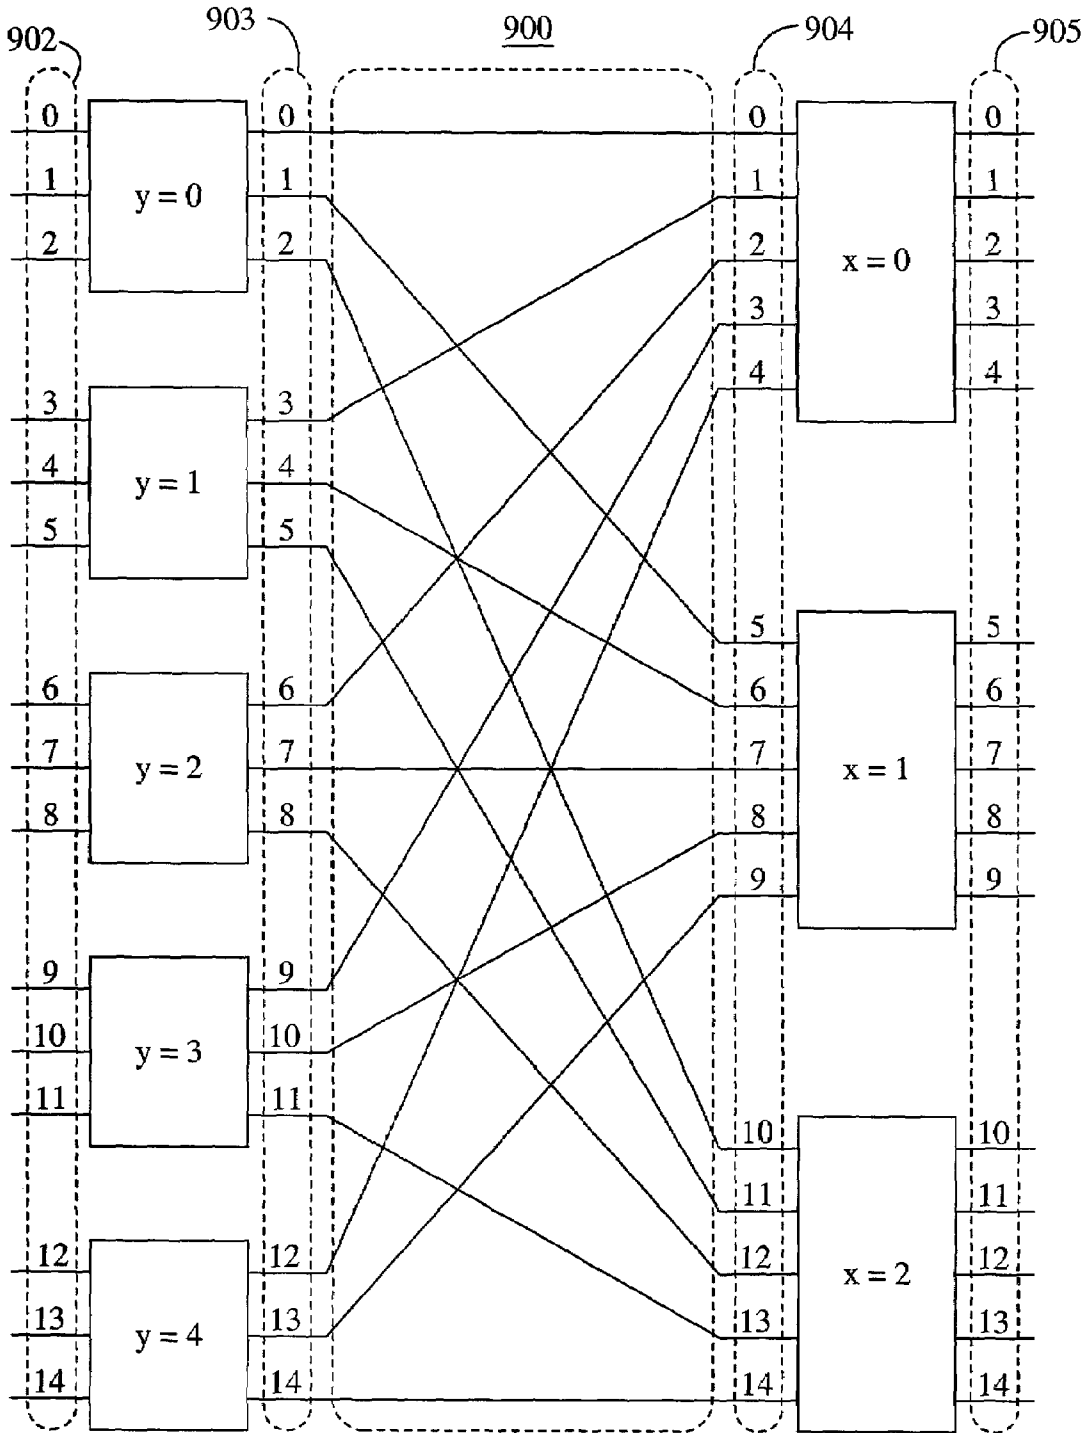 902 903 900 904 905
0 0 0 0
1 y = 0 1 1 1
2 2 2 x = 0 2
3 3
3 3 4 4
4 y = 1 4
5 5
5 5
6 6 6 6
7 y = 2 7 7 x = 1 7
8 8 8 8
9 9
9 9
10 y = 3 10
11 11 10 10
11 11
12 12 12 x = 2 12
13 y = 4 13 13 13
14 14 14 14